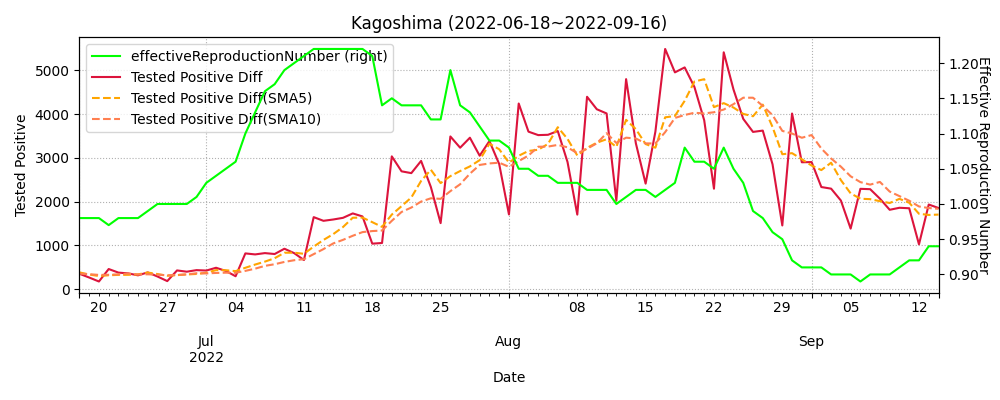 Kagoshima (2022-06-18~2022-09-16)
effectiveReproductionNumber (right)
Tested Positive Diff
Tested Positive Diff(SMA5)
Tested Positive Diff(SMA10)
Tested Positive
5000
4000
3000
2000
1000
0
Effective Reproduction Number
1.20
1.15
1.10
1.05
1.00
0.95
0.90
20 27 04 11 18 25 08 15 22 29 05 12
Jul Aug Sep
2022
Date